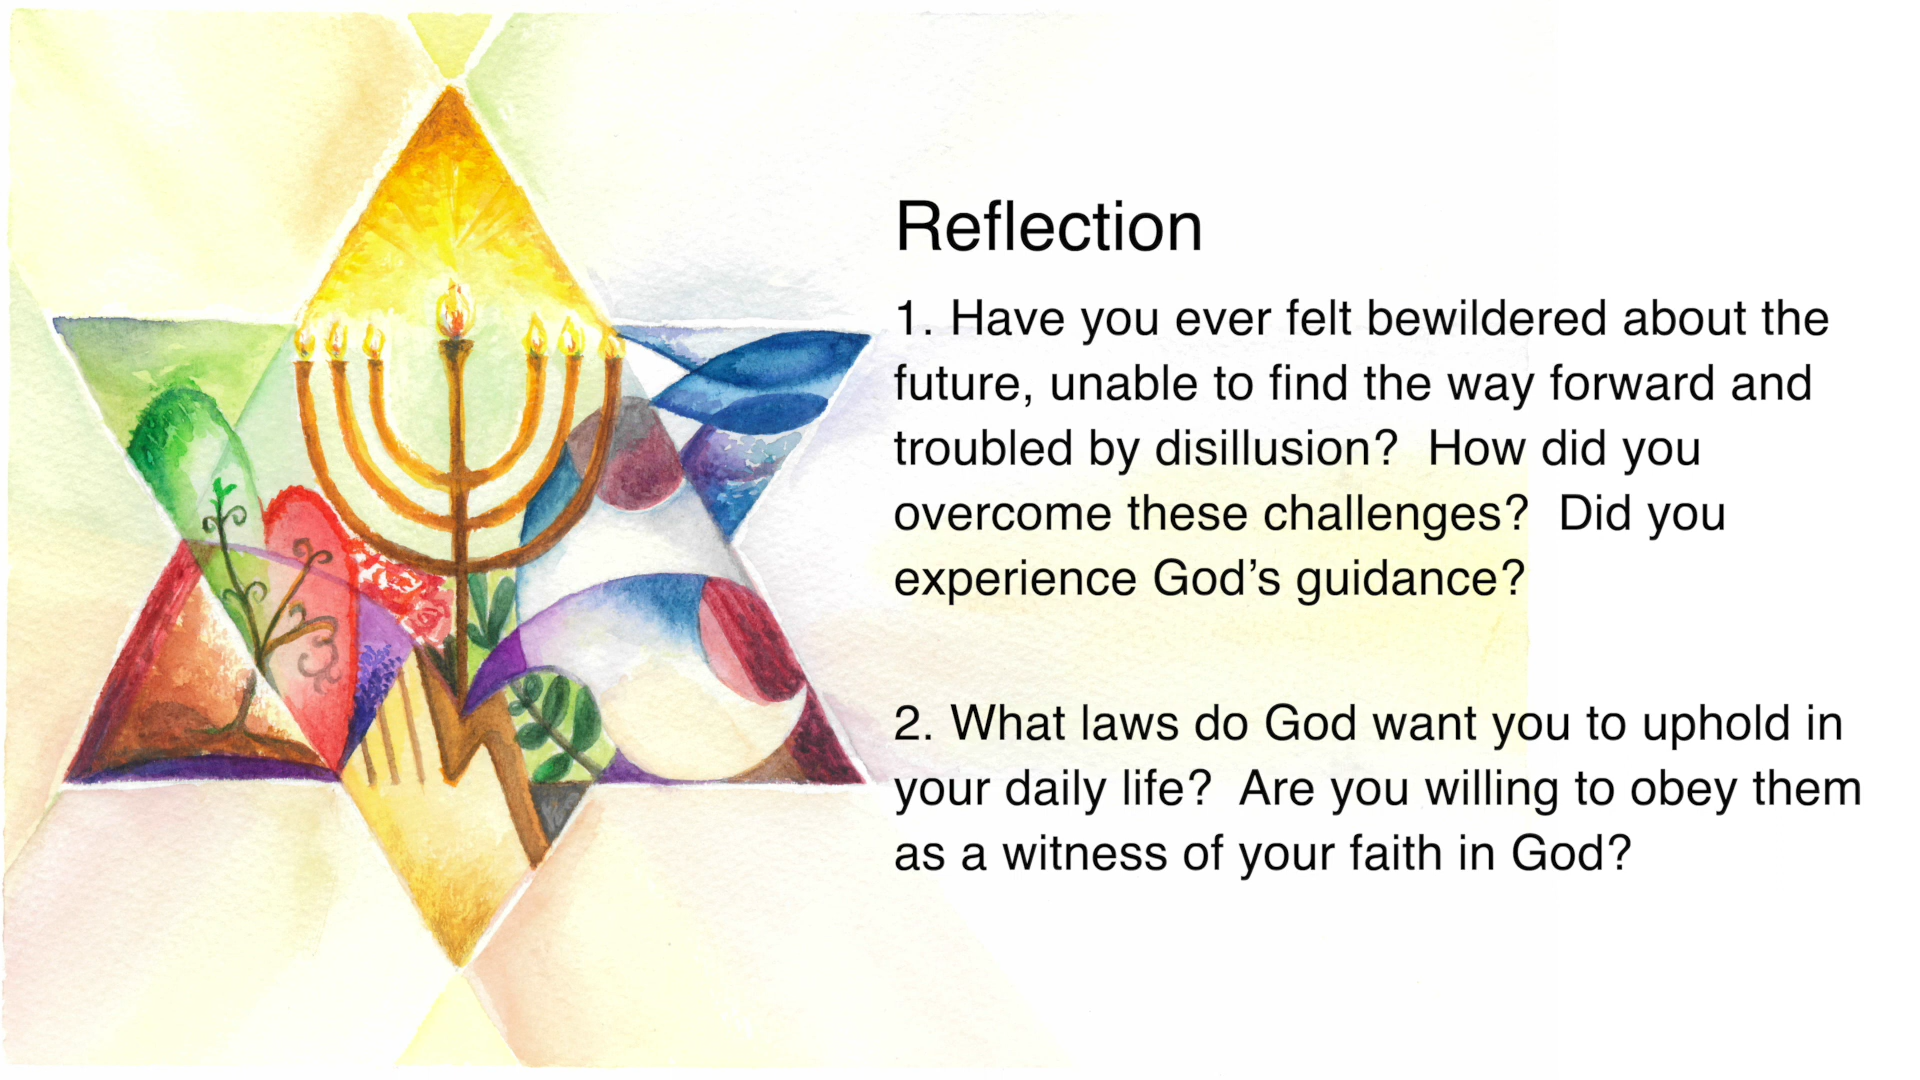 Reflection
1. Have you ever felt bewildered about the
future, unable to find the way forward and
troubled by disillusion?  How did you
overcome these challenges?  Did you
experience God’s guidance?
2. What laws do God want you to uphold in
your daily life?  Are you willing to obey them
as a witness of your faith in God?